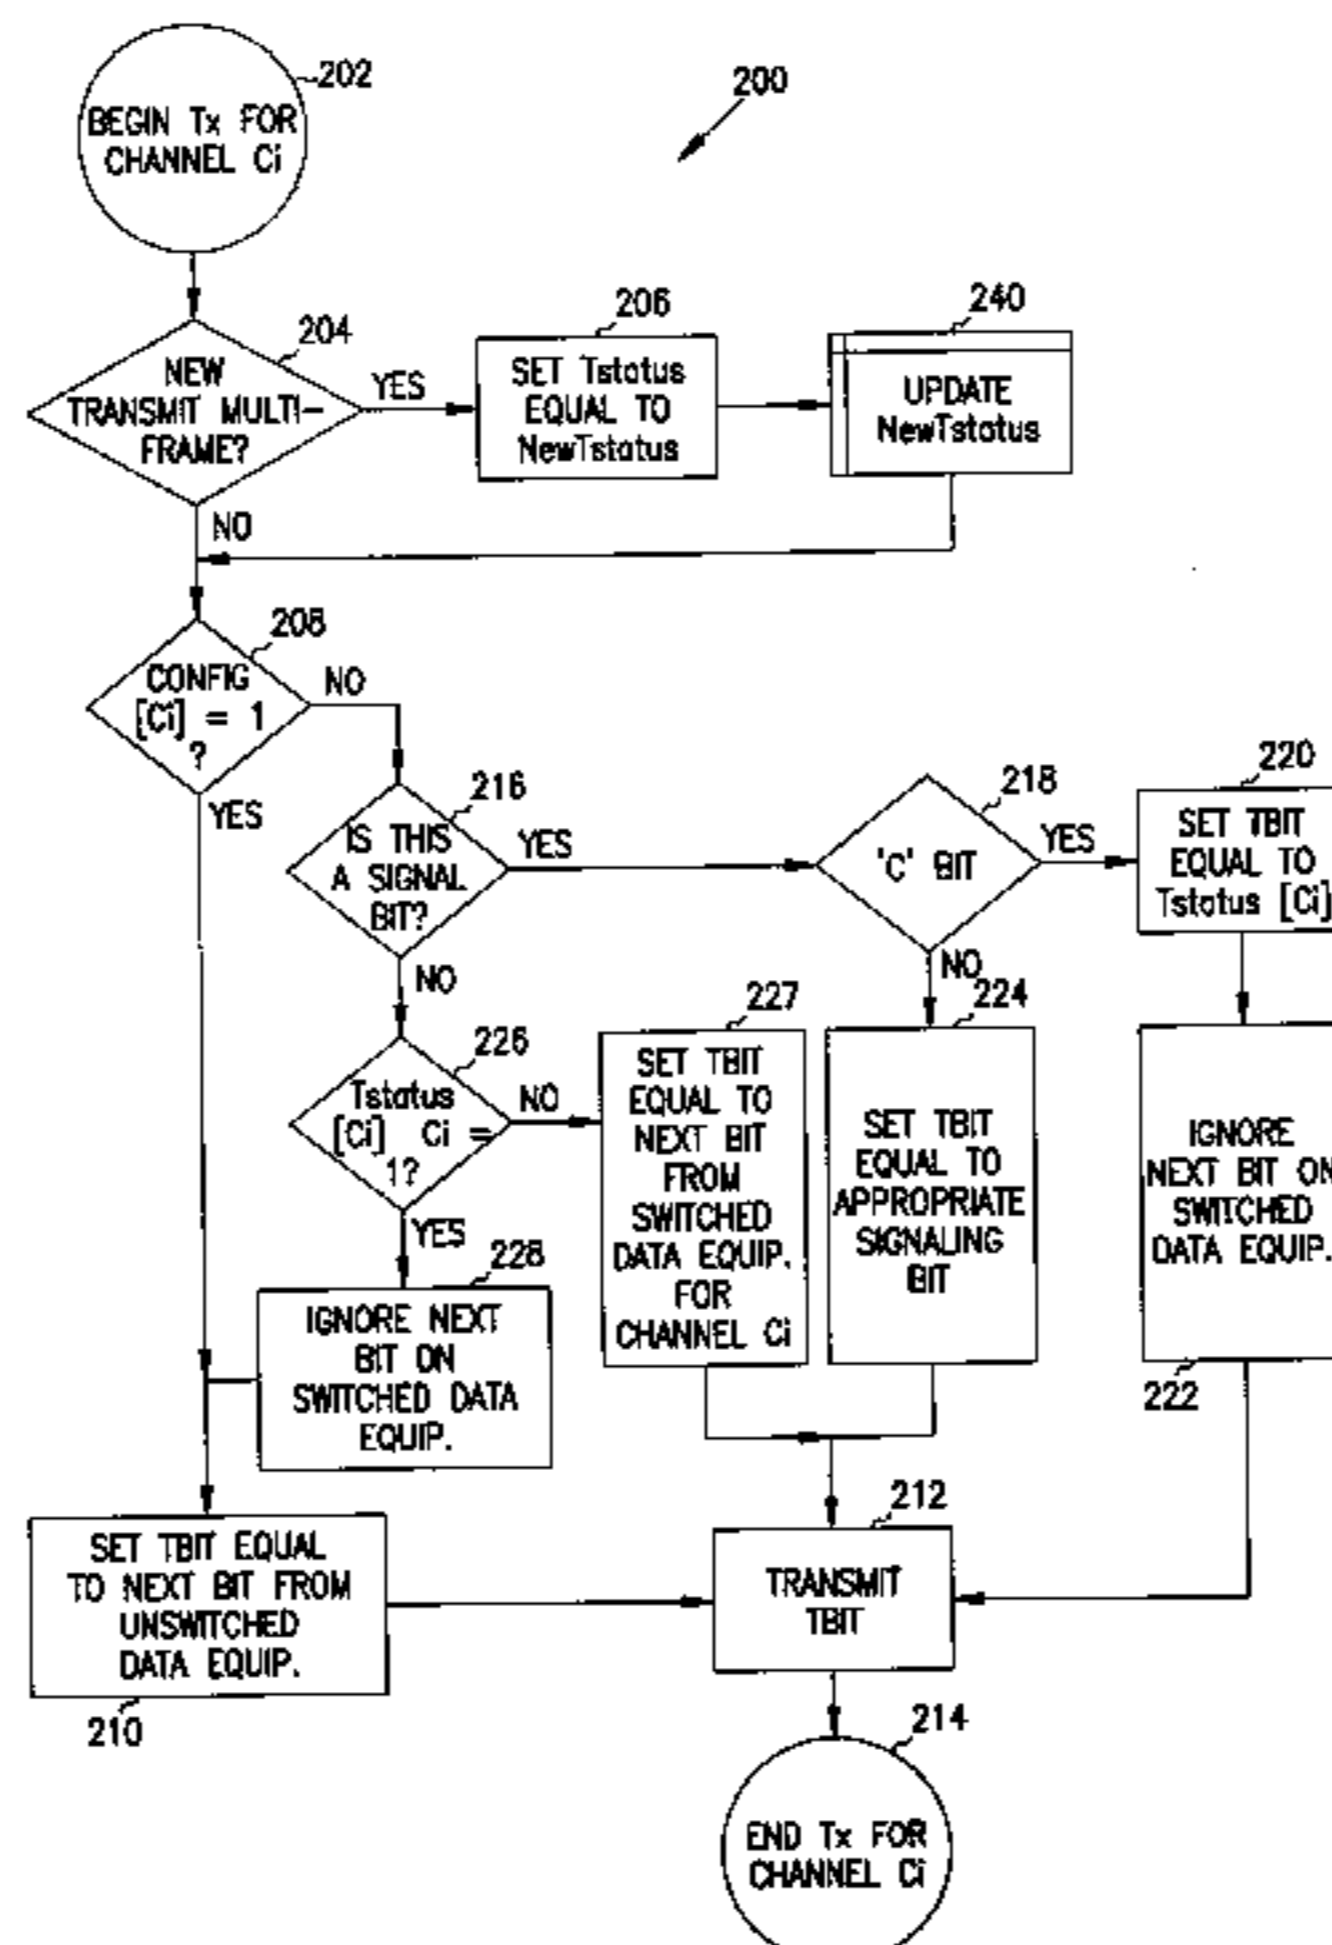 202
BEGIN Tx FOR
CHANNEL Ci
200
204
NEW
TRANSMIT MULTI-
FRAME?
YES
NO
206
SET Tstatus
EQUAL TO
NewTstatus
240
UPDATE
NewTstatus
208
CONFIG
[Ci] = 1
?
NO
YES
216
IS THIS
A SIGNAL
BIT?
YES
NO
218
'C' BIT
YES
NO
220
SET TBIT
EQUAL TO
Tstatus [Ci]
226
Tstatus
[Ci] Ci =
1?
NO
YES
227
SET TBIT
EQUAL TO
NEXT BIT
FROM
SWITCHED
DATA EQUIP.
FOR
CHANNEL Ci
224
SET TBIT
EQUAL TO
APPROPRIATE
SIGNALING
BIT
IGNORE
NEXT BIT ON
SWITCHED
DATA EQUIP.
222
228
IGNORE NEXT
BIT ON
SWITCHED DATA
EQUIP.
SET TBIT EQUAL
TO NEXT BIT FROM
UNSWITCHED
DATA EQUIP.
210
212
TRANSMIT
TBIT
214
END Tx FOR
CHANNEL Ci